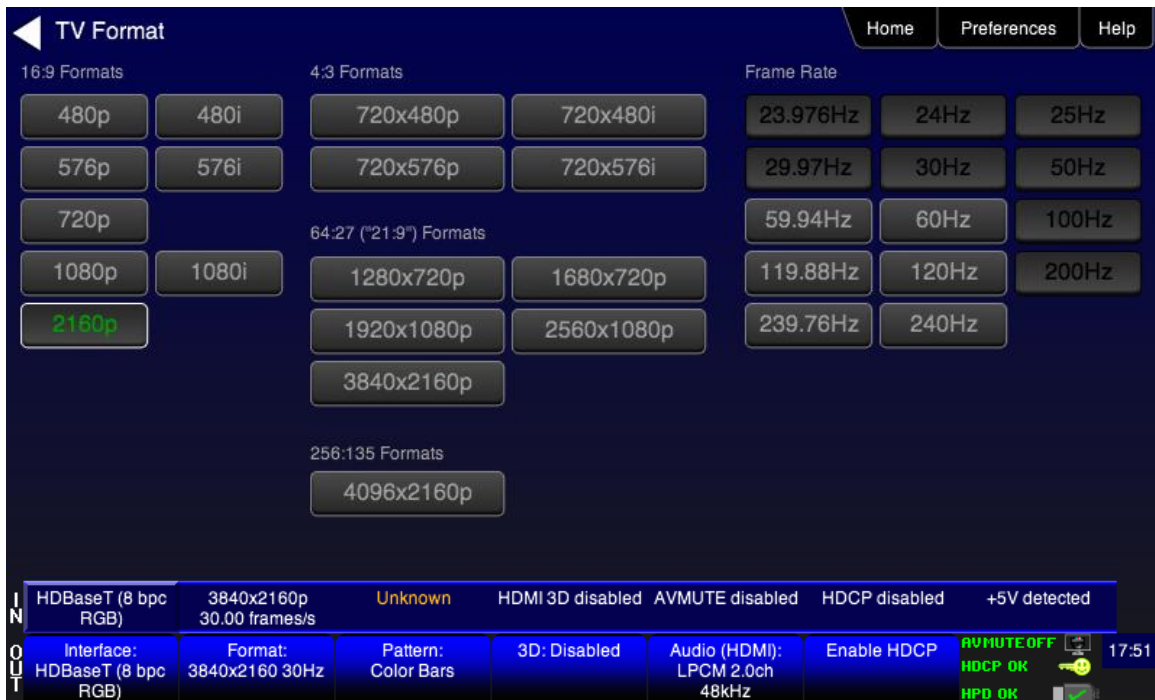 TV Format
Home
Preferences
Help
16:9 Formats
4:3 Formats
Frame Rate
480p
480i
720x480p
720x480i
23.976Hz
24Hz
25Hz
576p
576i
720x576p
720x576i
29.97Hz
30Hz
50Hz
720p
64:27 ("21:9") Formats
59.94Hz
60Hz
100Hz
1080p
1080i
1280x720p
1680x720p
119.88Hz
120Hz
200Hz
2160p
1920x1080p
2560x1080p
239.76Hz
240Hz
3840x2160p
256:135 Formats
4096x2160p
IN
HDBaseT (8 bpc
RGB)
3840x2160p
30.00 frames/s
Unknown
HDMI 3D disabled
AVMUTE disabled
HDCP disabled
+5V detected
OUT
Interface:
HDBaseT (8 bpc
RGB)
Format:
3840x2160 30Hz
Pattern:
Color Bars
3D: Disabled
Audio (HDMI):
LPCM 2.0ch
48kHz
Enable HDCP
AVMUTEOFF
HDCP OK
HPD OK
17:51